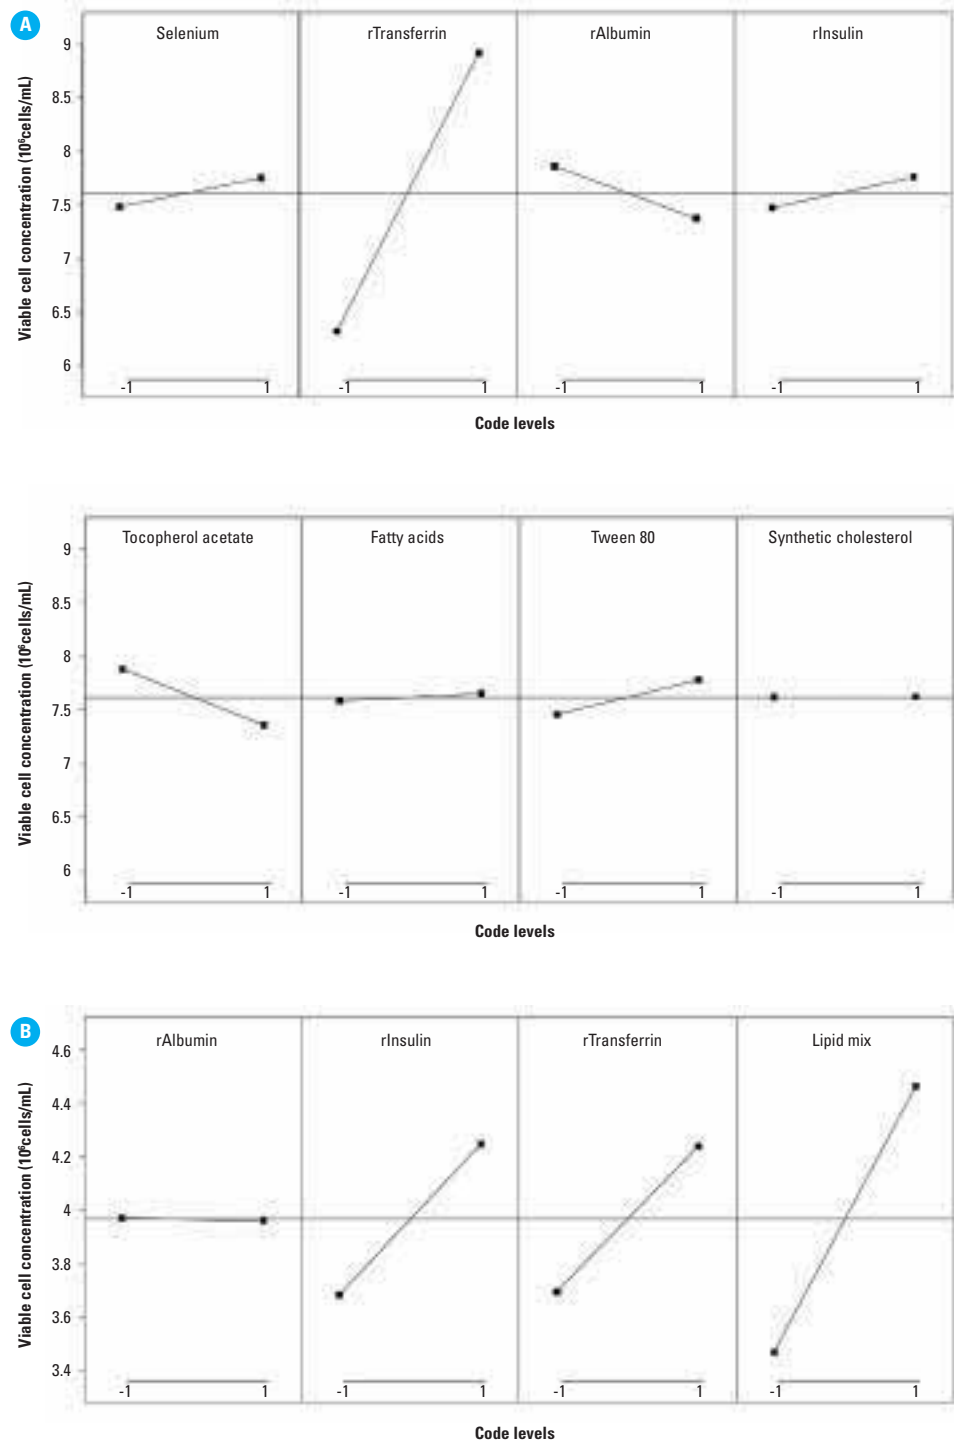 A
Selenium rTransferrin rAlbumin rInsulin
Viable cell concentration (10⁶cells/mL)
9
8.5
8
7.5
7
6.5
6
-1 1 -1 1 -1 1 -1 1
Code levels
Tocopherol acetate Fatty acids Tween 80 Synthetic cholesterol
Viable cell concentration (10⁶cells/mL)
9
8.5
8
7.5
7
6.5
6
-1 1 -1 1 -1 1 -1 1
Code levels
B
rAlbumin rInsulin rTransferrin Lipid mix
Viable cell concentration (10⁶cells/mL)
4.6
4.4
4.2
4
3.8
3.6
3.4
-1 1 -1 1 -1 1 -1 1
Code levels